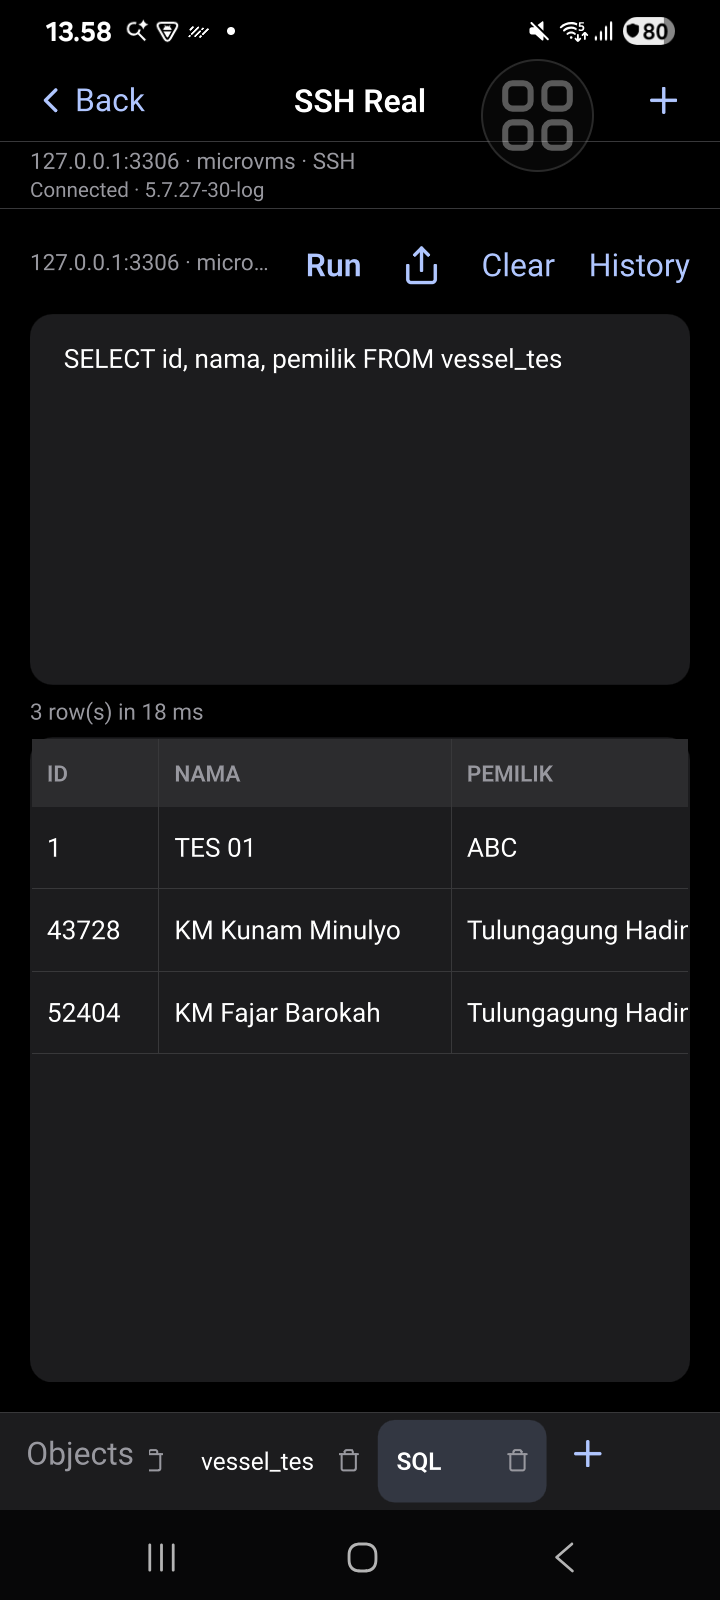 13.58
80
Back
SSH Real
127.0.0.1:3306 · microvms · SSH
Connected · 5.7.27-30-log
127.0.0.1:3306 · micro...
Run
Clear
History
SELECT id, nama, pemilik FROM vessel_tes
3 row(s) in 18 ms
ID NAMA PEMILIK
1 TES 01 ABC
43728 KM Kunam Minulyo Tulungagung Hadir
52404 KM Fajar Barokah Tulungagung Hadir
Objects
vessel_tes
SQL